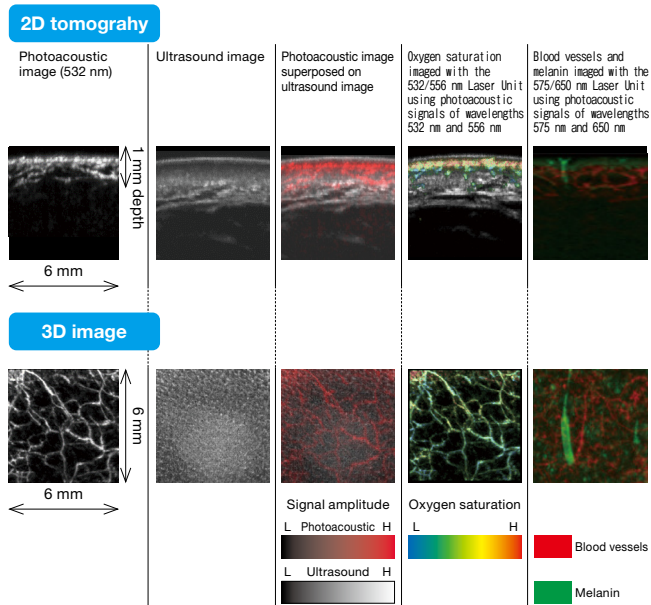 2D tomograhy
Photoacoustic
image (532 nm)
Ultrasound image
Photoacoustic image
superposed on
ultrasound image
Oxygen saturation
imaged with the
532/556 nm Laser Unit
using photoacoustic
signals of wavelengths
532 nm and 556 nm
Blood vessels and
melanin imaged with the
575/650 nm Laser Unit
using photoacoustic
signals of wavelengths
575 nm and 650 nm
1 mm depth
6 mm
3D image
6 mm
6 mm
Signal amplitude
L Photoacoustic H
L Ultrasound H
Oxygen saturation
L H
Blood vessels
Melanin